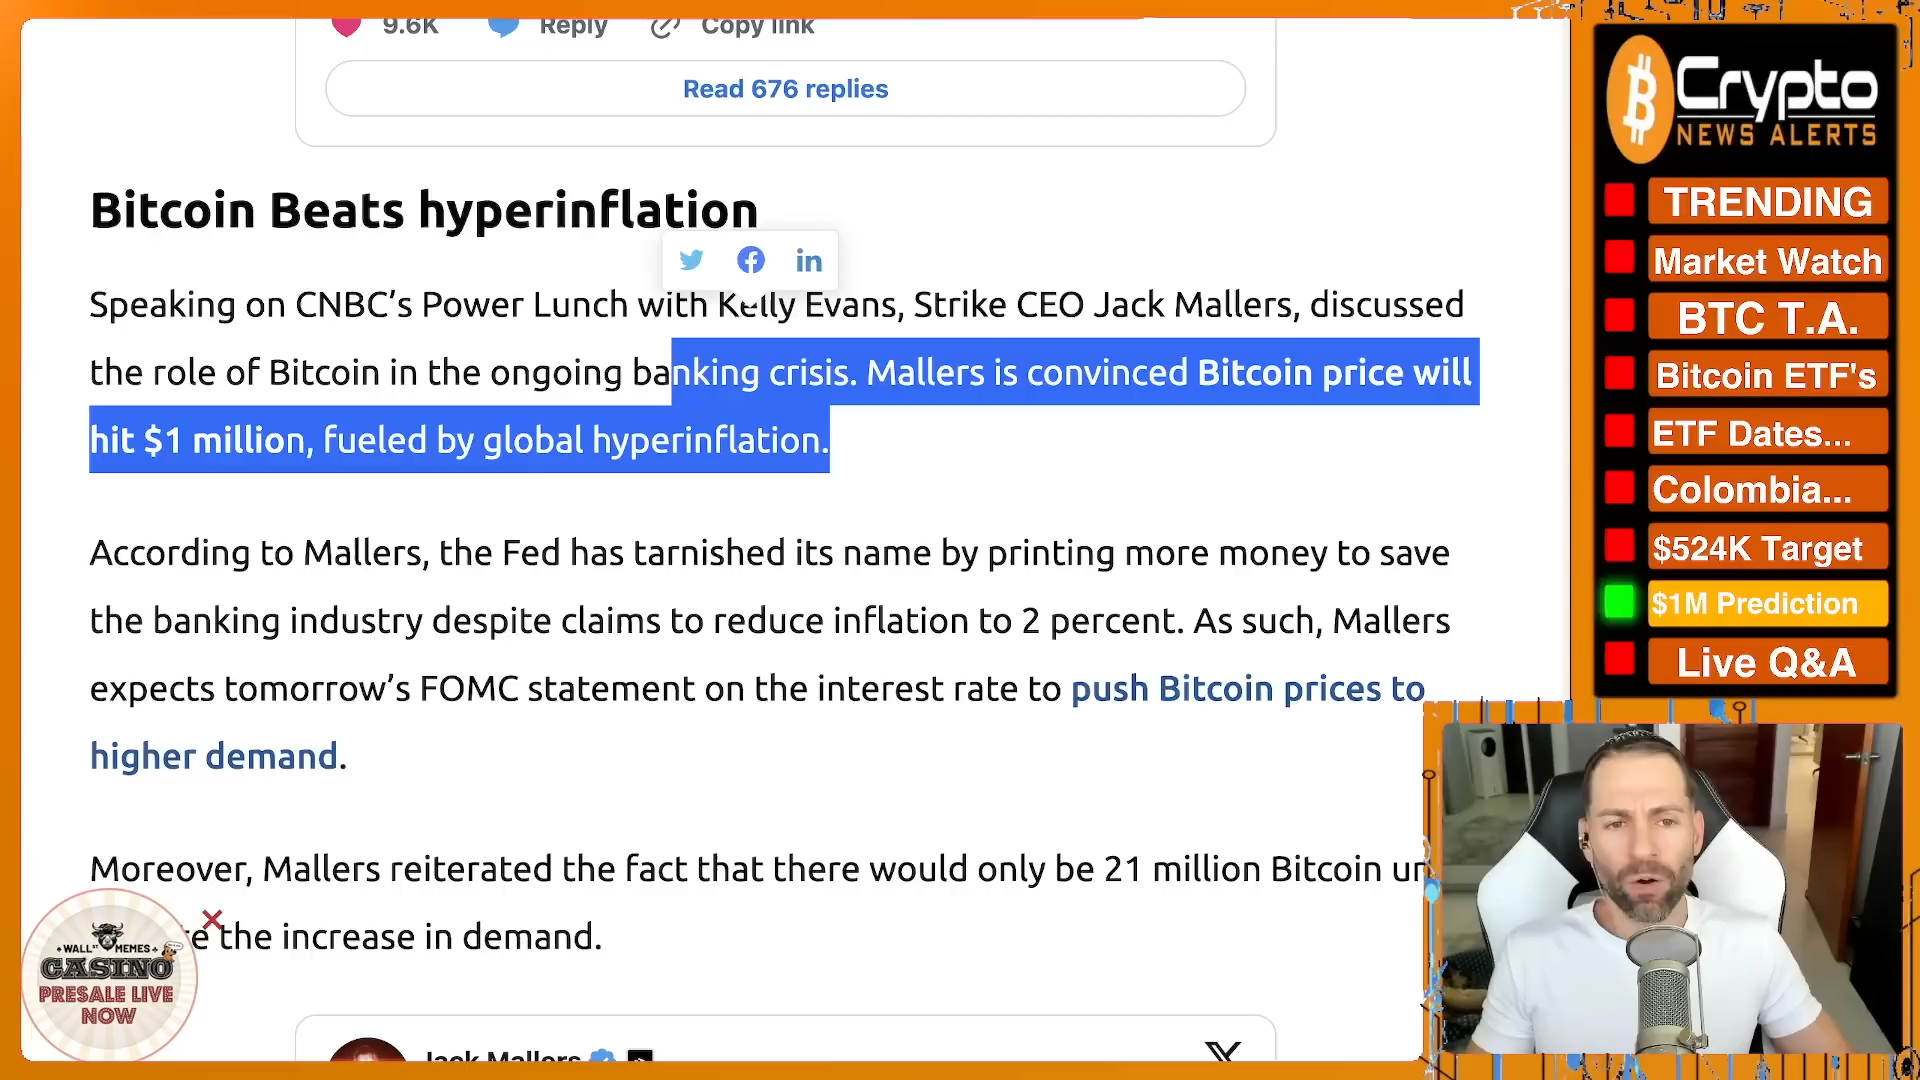 9.6K Reply Copy link
Read 676 replies
Bitcoin Beats hyperinflation
Speaking on CNBC’s Power Lunch with Kelly Evans, Strike CEO Jack Mallers, discussed
the role of Bitcoin in the ongoing banking crisis. Mallers is convinced Bitcoin price will
hit $1 million, fueled by global hyperinflation.
According to Mallers, the Fed has tarnished its name by printing more money to save
the banking industry despite claims to reduce inflation to 2 percent. As such, Mallers
expects tomorrow’s FOMC statement on the interest rate to push Bitcoin prices to
higher demand.
Moreover, Mallers reiterated the fact that there would only be 21 million Bitcoin
the increase in demand.
Jack Mallers
WALL ST MEMES
CASINO
PRESALE LIVE
NOW
Crypto
NEWS ALERTS
TRENDING
Market Watch
BTC T.A.
Bitcoin ETF's
ETF Dates...
Colombia...
$524K Target
$1M Prediction
Live Q&A